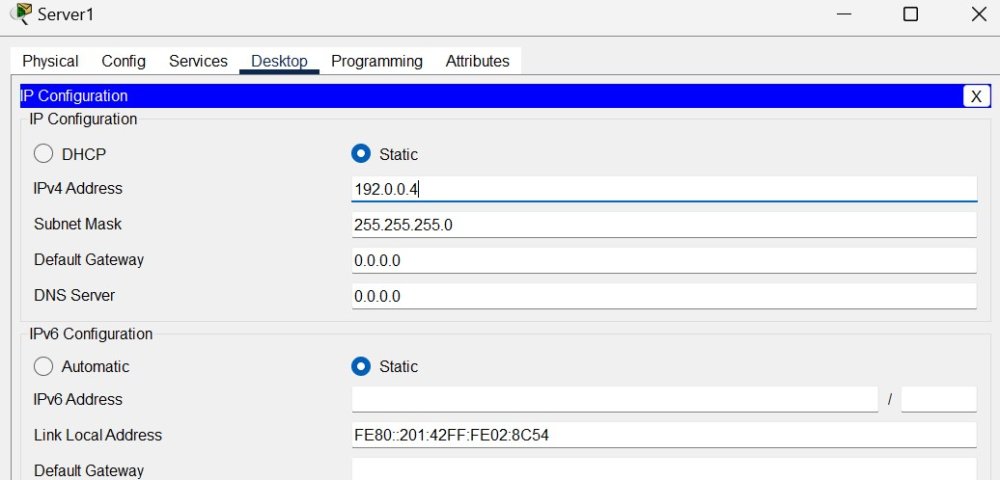 Server1
Physical Config Services Desktop Programming Attributes
IP Configuration X
IP Configuration
DHCP Static
IPv4 Address 192.0.0.4
Subnet Mask 255.255.255.0
Default Gateway 0.0.0.0
DNS Server 0.0.0.0
IPv6 Configuration
Automatic Static
IPv6 Address /
Link Local Address FE80::201:42FF:FE02:8C54
Default Gateway